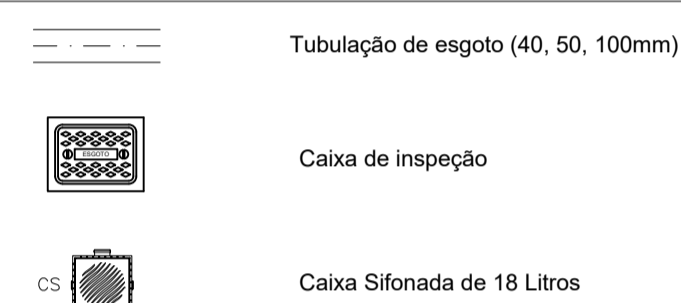 Tubulação de esgoto (40, 50, 100mm)
ESGOTO
Caixa de inspeção
CS
Caixa Sifonada de 18 Litros